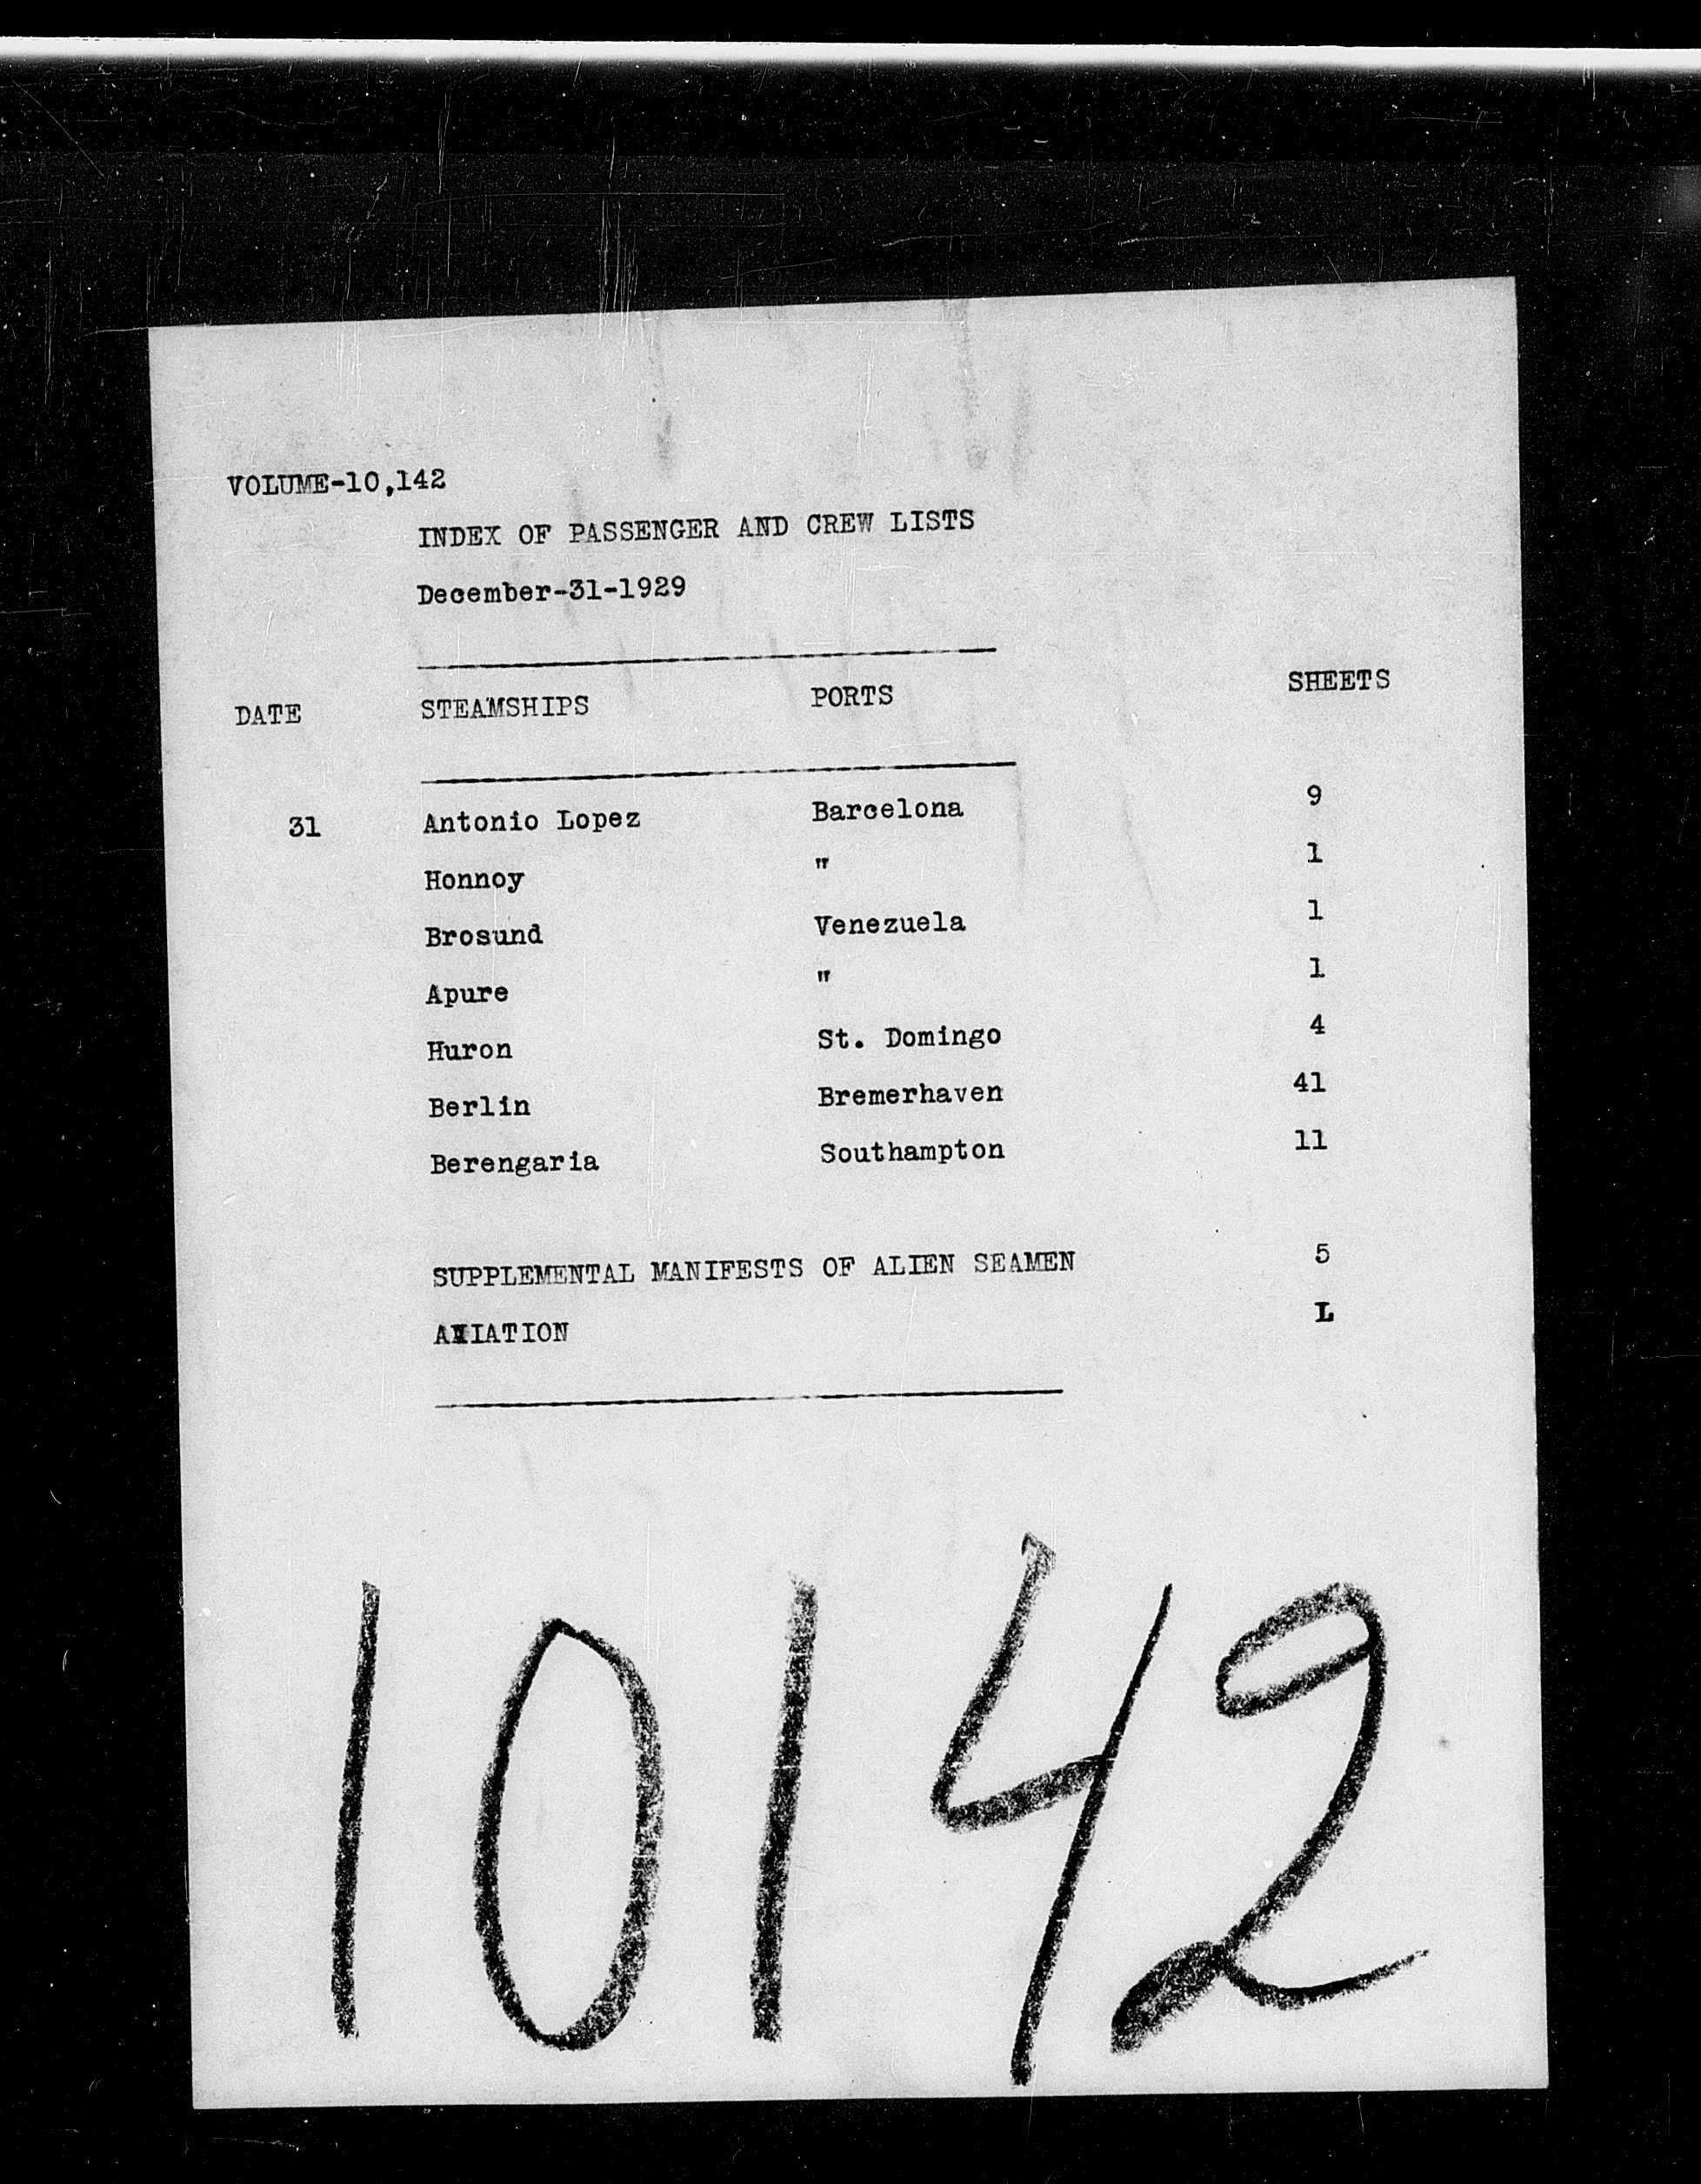 VOLUME-10,142
INDEX OF PASSENGER AND CREW LISTS
December-31-1929
DATE STEAMSHIPS PORTS SHEETS
31 Antonio Lopez Barcelona 9
Honnoy " 1
Brosund Venezuela 1
Apure " 1
Huron St. Domingo 4
Berlin Bremerhaven 41
Berengaria Southampton 11
SUPPLEMENTAL MANIFESTS OF ALIEN SEAMEN 5
AVIATION L
10142